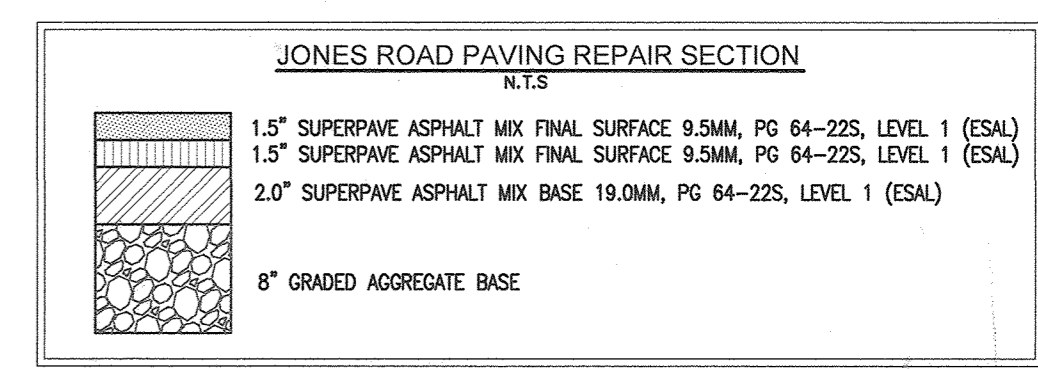 JONES ROAD PAVING REPAIR SECTION
N.T.S
1.5" SUPERPAVE ASPHALT MIX FINAL SURFACE 9.5MM, PG 64-22S, LEVEL 1 (ESAL)
1.5" SUPERPAVE ASPHALT MIX FINAL SURFACE 9.5MM, PG 64-22S, LEVEL 1 (ESAL)
2.0" SUPERPAVE ASPHALT MIX BASE 19.0MM, PG 64-22S, LEVEL 1 (ESAL)
8" GRADED AGGREGATE BASE